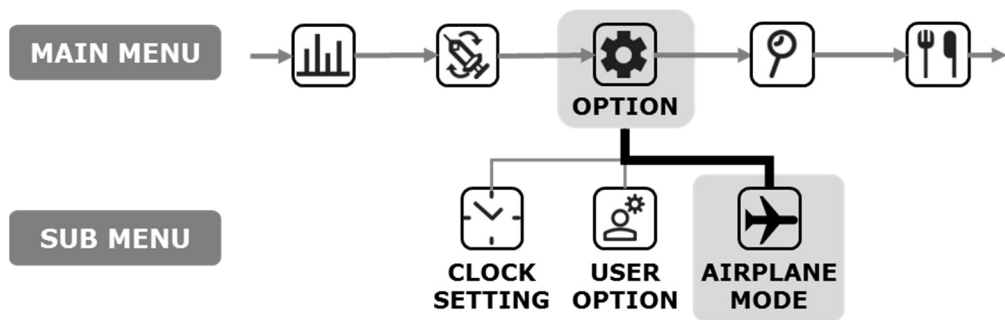 MAIN MENU
OPTION
SUB MENU
CLOCK
SETTING
USER
OPTION
AIRPLANE
MODE